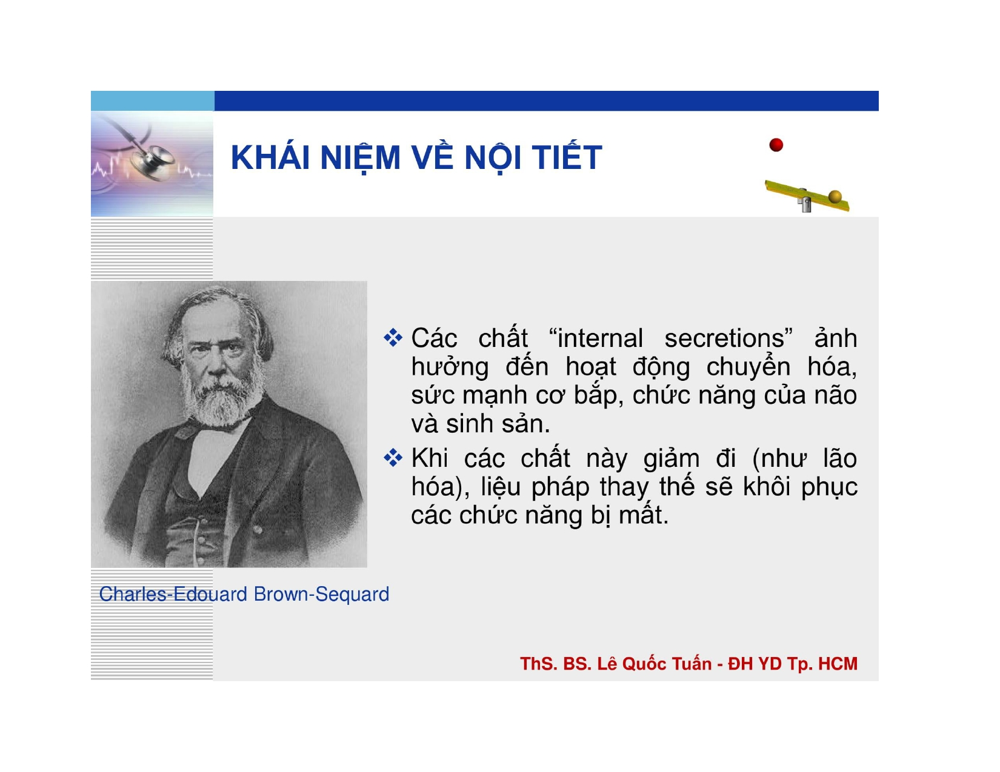 KHÁI NIỆM VỀ NỘI TIẾT
❖ Các chất “internal secretions” ảnh
hưởng đến hoạt động chuyển hóa,
sức mạnh cơ bắp, chức năng của não
và sinh sản.
❖ Khi các chất này giảm đi (như lão
hóa), liệu pháp thay thế sẽ khôi phục
các chức năng bị mất.
Charles-Edouard Brown-Sequard
ThS. BS. Lê Quốc Tuấn - ĐH YD Tp. HCM